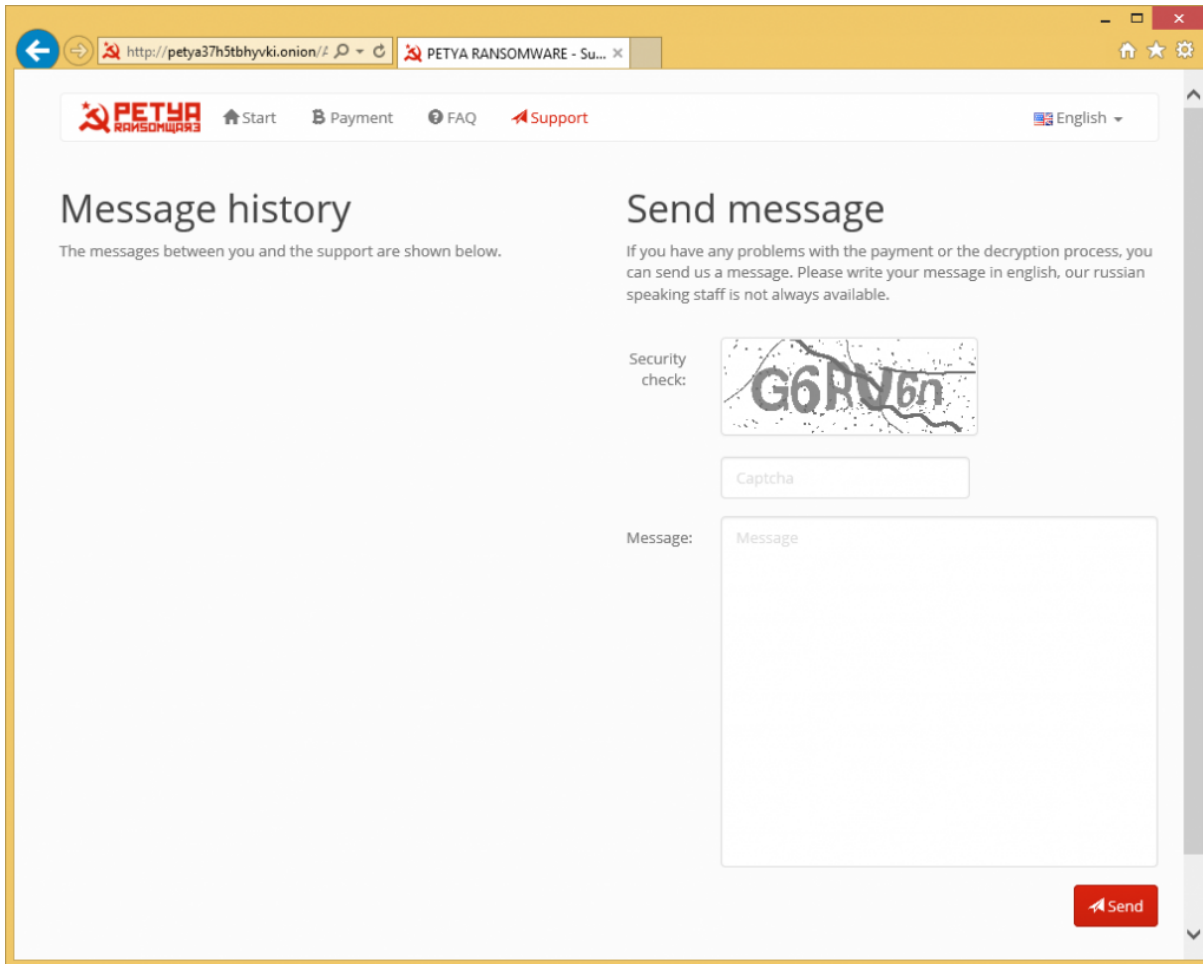 http://petya37h5tbhyvki.onion/
PETYA RANSOMWARE - Su...
PETYA
RANSOMWAR3
Start
Payment
FAQ
Support
English
Message history
The messages between you and the support are shown below.
Send message
If you have any problems with the payment or the decryption process, you
can send us a message. Please write your message in english, our russian
speaking staff is not always available.
Security
check:
G6RV6n
Captcha
Message:
Message
Send